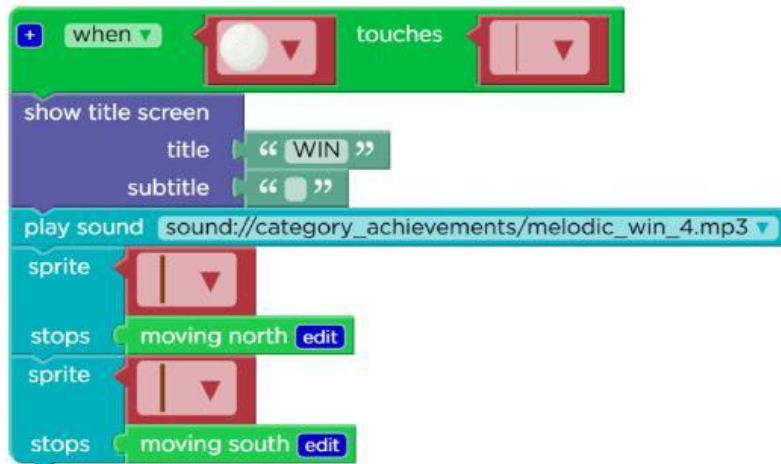 + when ▼ touches
show title screen
title “ WIN ”
subtitle “ ”
play sound sound://category_achievements/melodic_win_4.mp3 ▼
sprite
stops moving north edit
sprite
stops moving south edit